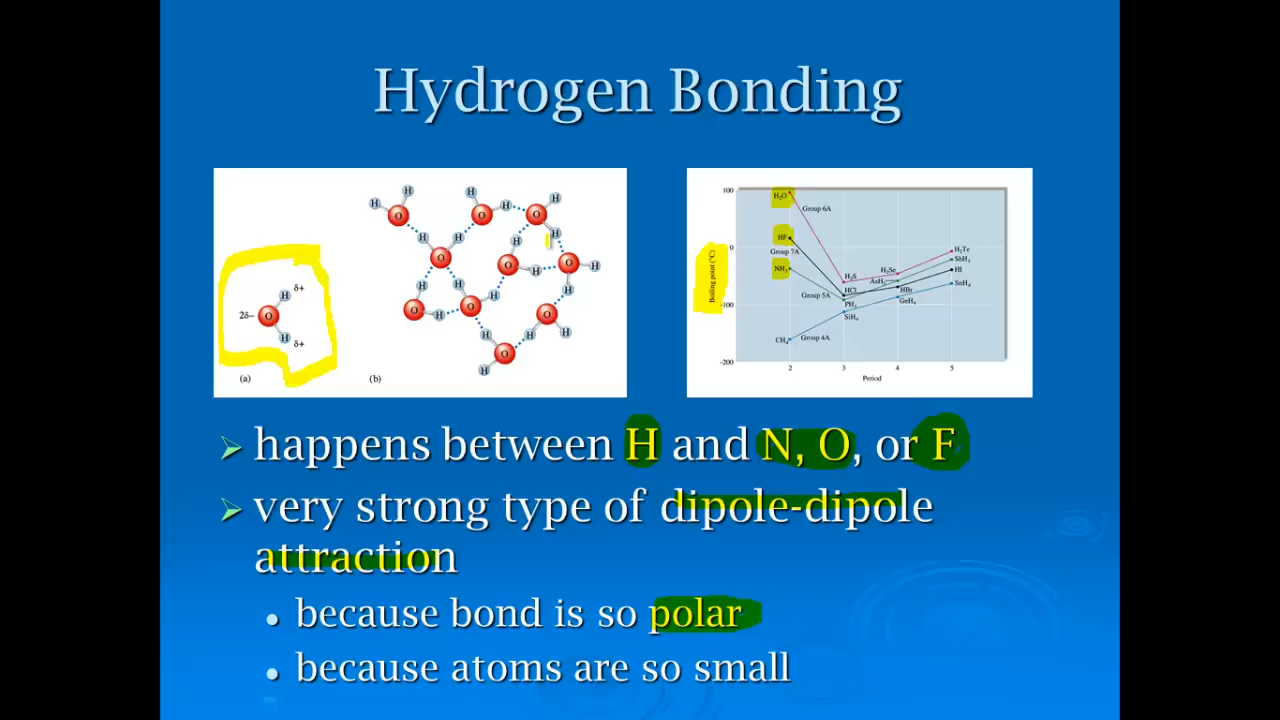 Hydrogen Bonding
H
δ+
2δ-
O
H
δ+
(a)
H
H
O
H
O
H
O
H
H
H
H
H
O
O
H
O
H
H
H
H
O
H
O
H
H
O
H
H
H
O
H
(b)
100
0
-100
-200
Boiling point (°C)
H₂O
Group 6A
HF
Group 7A
NH₃
Group 5A
CH₄
Group 4A
H₂S
HCl
PH₃
SiH₄
H₂Se
AsH₃
HBr
GeH₄
H₂Te
SbH₃
HI
SnH₄
2 3 4 5
Period
happens between H and N, O, or F
very strong type of dipole-dipole
attraction
because bond is so polar
because atoms are so small